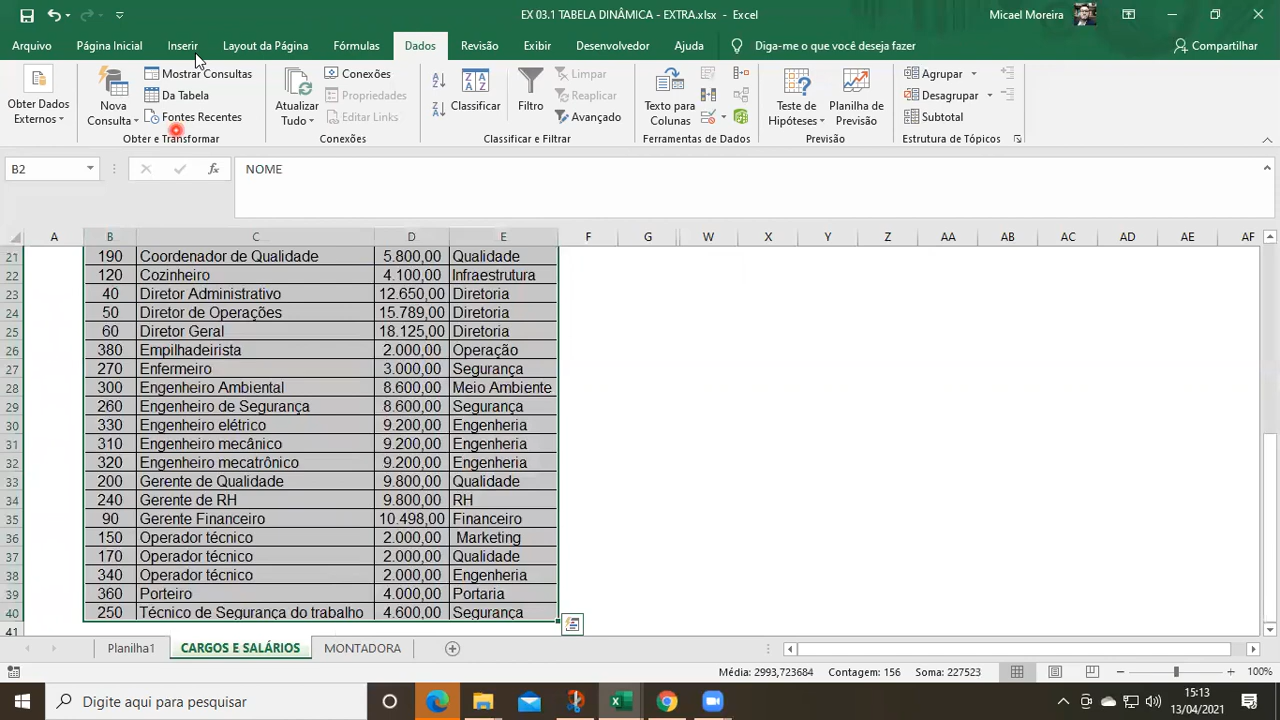 EX 03.1 TABELA DINÂMICA - EXTRA.xlsx - Excel
Micael Moreira
Arquivo Página Inicial Inserir Layout da Página Fórmulas Dados Revisão Exibir Desenvolvedor Ajuda Diga-me o que você deseja fazer Compartilhar
Obter Dados Externos
Nova Consulta
Mostrar Consultas
Da Tabela
Fontes Recentes
Obter e Transformar
Atualizar Tudo
Conexões
Propriedades
Editar Links
Conexões
Classificar
Filtro
Limpar
Reaplicar
Avançado
Classificar e Filtrar
Texto para Colunas
Ferramentas de Dados
Teste de Hipóteses
Planilha de Previsão
Previsão
Agrupar
Desagrupar
Subtotal
Estrutura de Tópicos
B2 fx NOME
A B C D E F G W X Y Z AA AB AC AD AE AF
21 190 Coordenador de Qualidade 5.800,00 Qualidade
22 120 Cozinheiro 4.100,00 Infraestrutura
23 40 Diretor Administrativo 12.650,00 Diretoria
24 50 Diretor de Operações 15.789,00 Diretoria
25 60 Diretor Geral 18.125,00 Diretoria
26 380 Empilhadeirista 2.000,00 Operação
27 270 Enfermeiro 3.000,00 Segurança
28 300 Engenheiro Ambiental 8.600,00 Meio Ambiente
29 260 Engenheiro de Segurança 8.600,00 Segurança
30 330 Engenheiro elétrico 9.200,00 Engenheria
31 310 Engenheiro mecânico 9.200,00 Engenheria
32 320 Engenheiro mecatrônico 9.200,00 Engenheria
33 200 Gerente de Qualidade 9.800,00 Qualidade
34 240 Gerente de RH 9.800,00 RH
35 90 Gerente Financeiro 10.498,00 Financeiro
36 150 Operador técnico 2.000,00 Marketing
37 170 Operador técnico 2.000,00 Qualidade
38 340 Operador técnico 2.000,00 Engenheria
39 360 Porteiro 4.000,00 Portaria
40 250 Técnico de Segurança do trabalho 4.600,00 Segurança
41
Planilha1 CARGOS E SALÁRIOS MONTADORA
Média: 2993,723684 Contagem: 156 Soma: 227523 100%
Digite aqui para pesquisar
15:13
13/04/2021